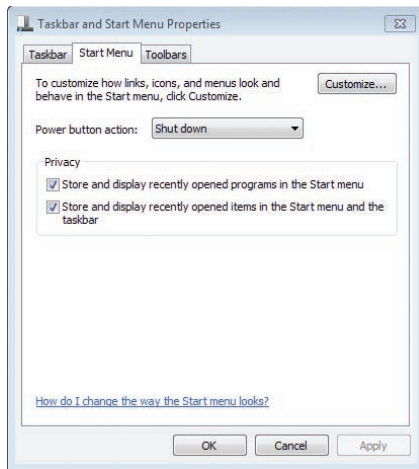 Taskbar and Start Menu Properties
Taskbar Start Menu Toolbars
To customize how links, icons, and menus look and
behave in the Start menu, click Customize.
Customize...
Power button action: Shut down
Privacy
Store and display recently opened programs in the Start menu
Store and display recently opened items in the Start menu and the
taskbar
How do I change the way the Start menu looks?
OK Cancel Apply